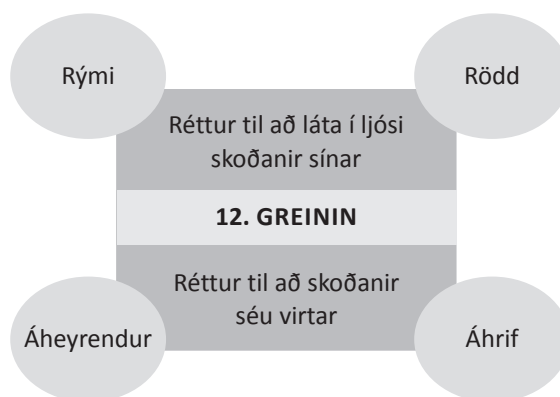 Rými
Rödd
Réttur til að láta í ljósi
skoðanir sínar
12. GREININ
Réttur til að skoðanir
séu virtar
Áheyrendur
Áhrif